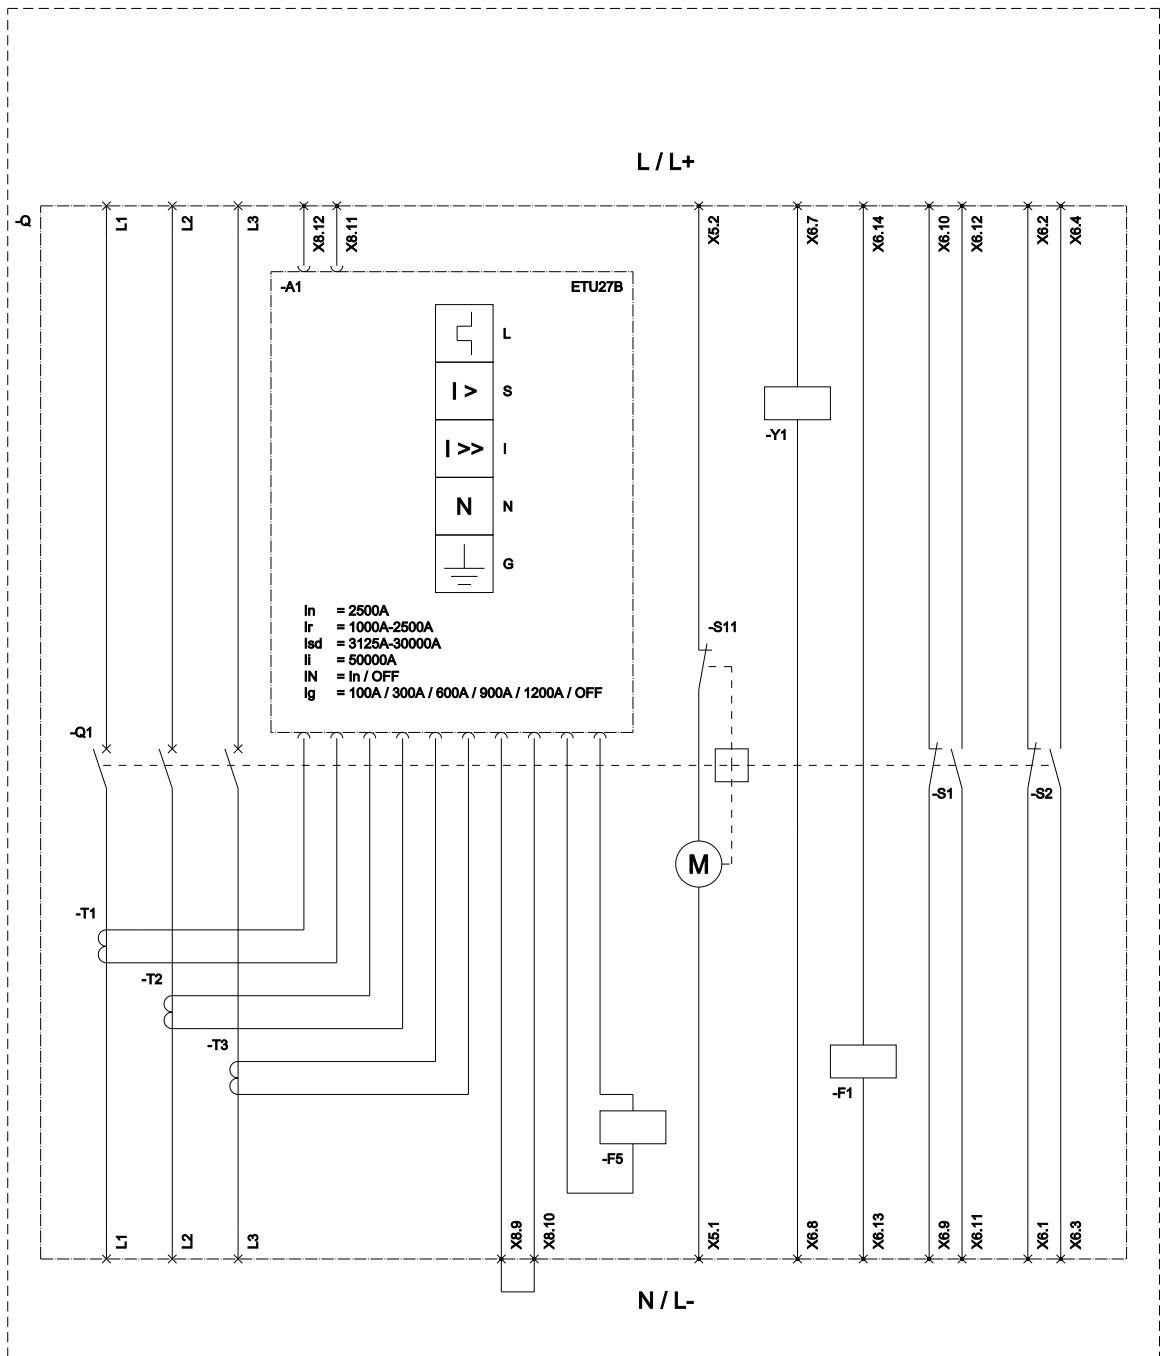 L / L+
-Q
L1
L2
L3
X8.12
X8.11
X5.2
X6.7
X6.14
X6.10
X6.12
X6.2
X6.4
-A1
ETU27B
L
I >
S
I >>
I
N
N
G
-Y1
In = 2500A
Ir = 1000A-2500A
Isd = 3125A-30000A
Ii = 50000A
IN = In / OFF
Ig = 100A / 300A / 600A / 900A / 1200A / OFF
-S11
-Q1
-S1
-S2
M
-T1
-T2
-T3
-F1
-F5
L1
L2
L3
X8.9
X8.10
X5.1
X6.8
X6.13
X6.9
X6.11
X6.1
X6.3
N / L-